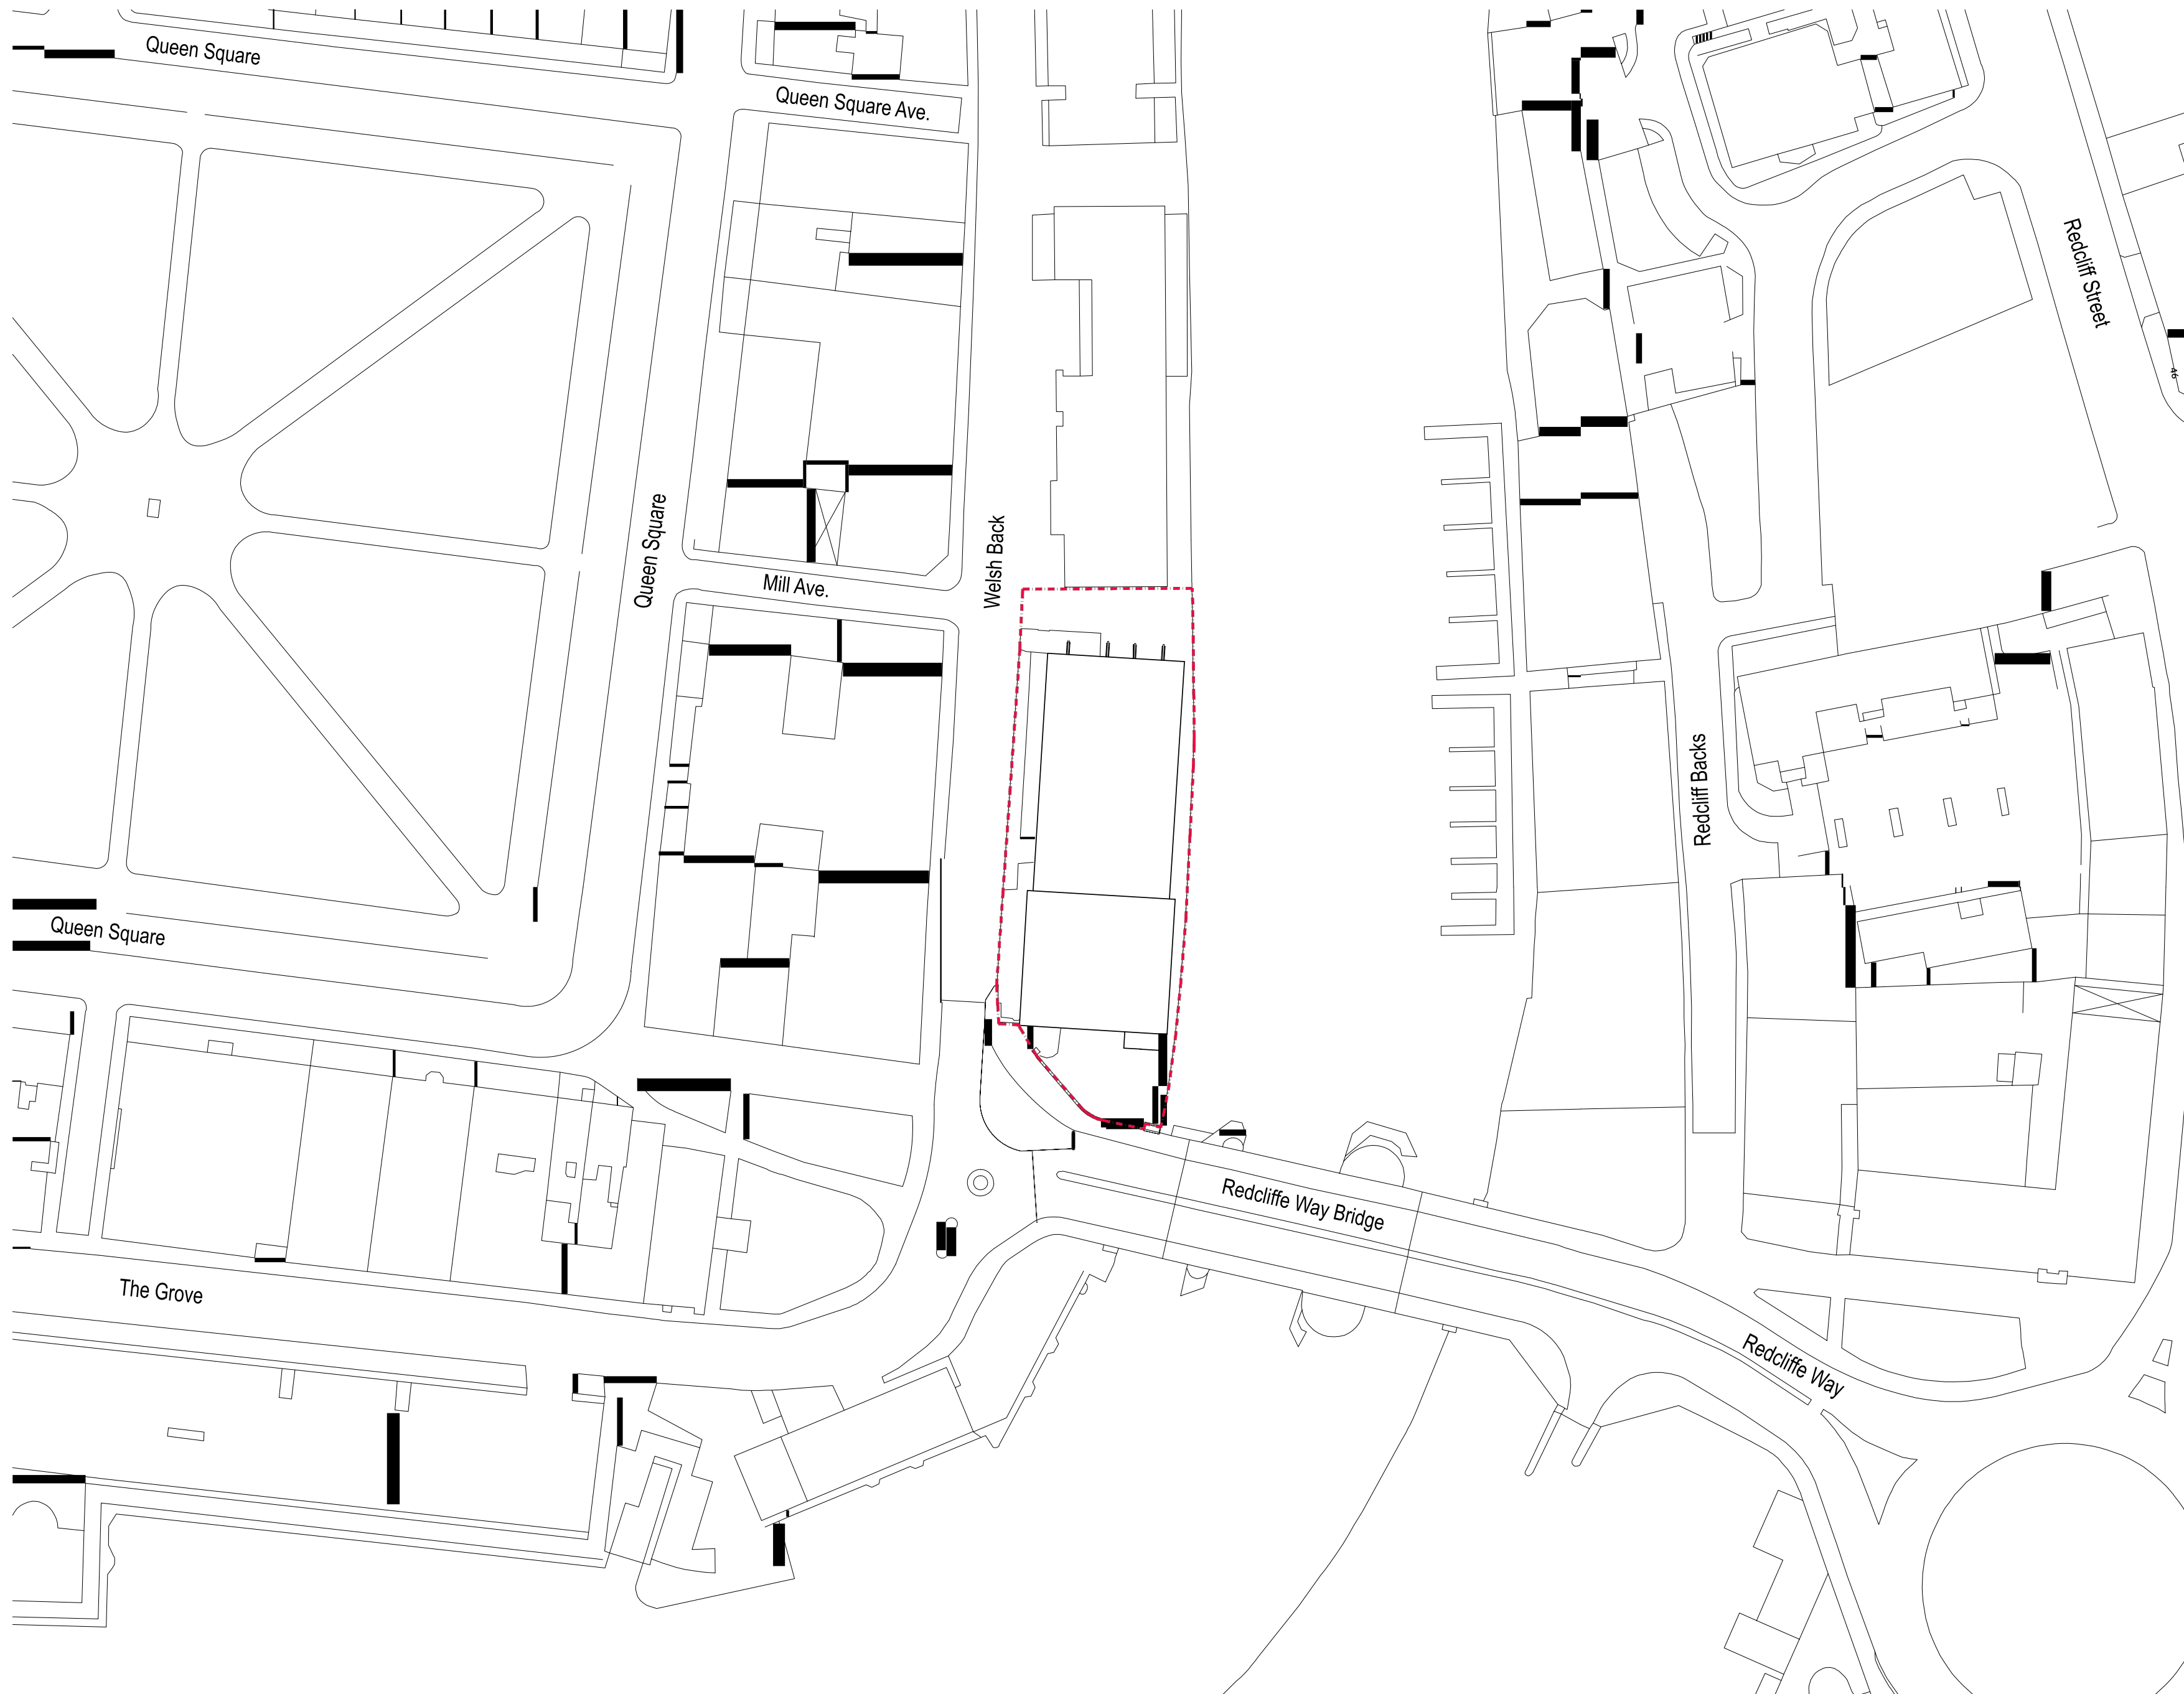 Queen Square
Queen Square Ave.
Redcliff Street
46
Queen Square
Welsh Back
Mill Ave.
Redcliff Backs
Queen Square
Redcliffe Way Bridge
The Grove
Redcliffe Way